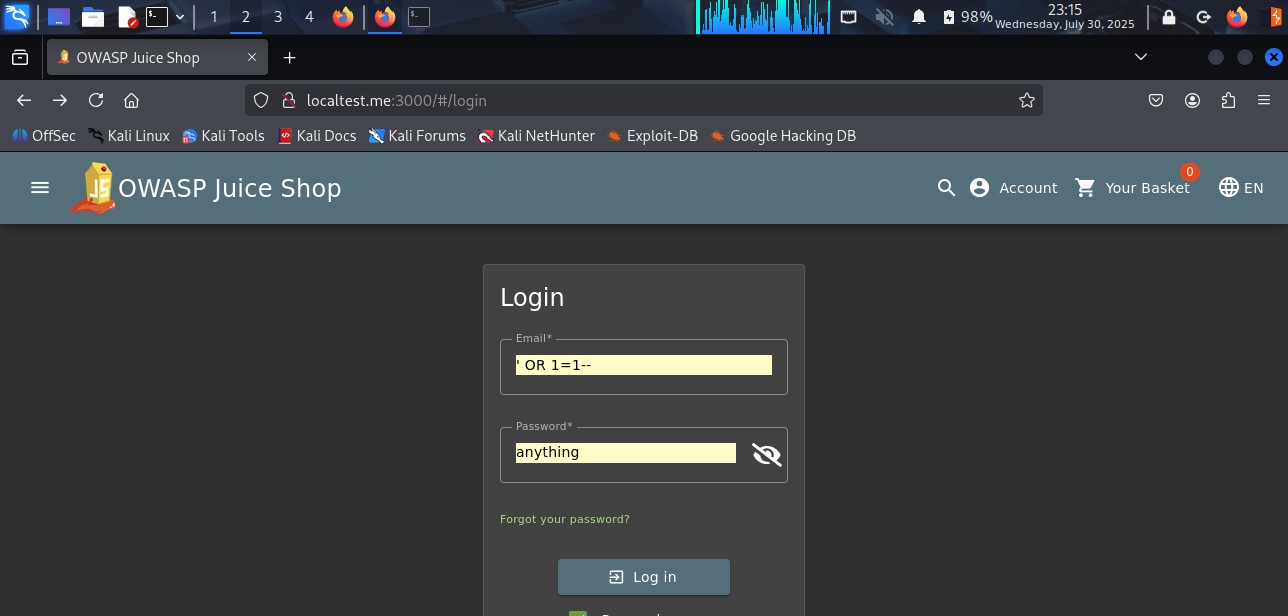 1 2 3 4 98% 23:15
Wednesday, July 30, 2025
OWASP Juice Shop
localtest.me:3000/#/login
OffSec Kali Linux Kali Tools Kali Docs Kali Forums Kali NetHunter Exploit-DB Google Hacking DB
OWASP Juice Shop Account Your Basket 0 EN
Login
Email*
' OR 1=1--
Password*
anything
Forgot your password?
Log in